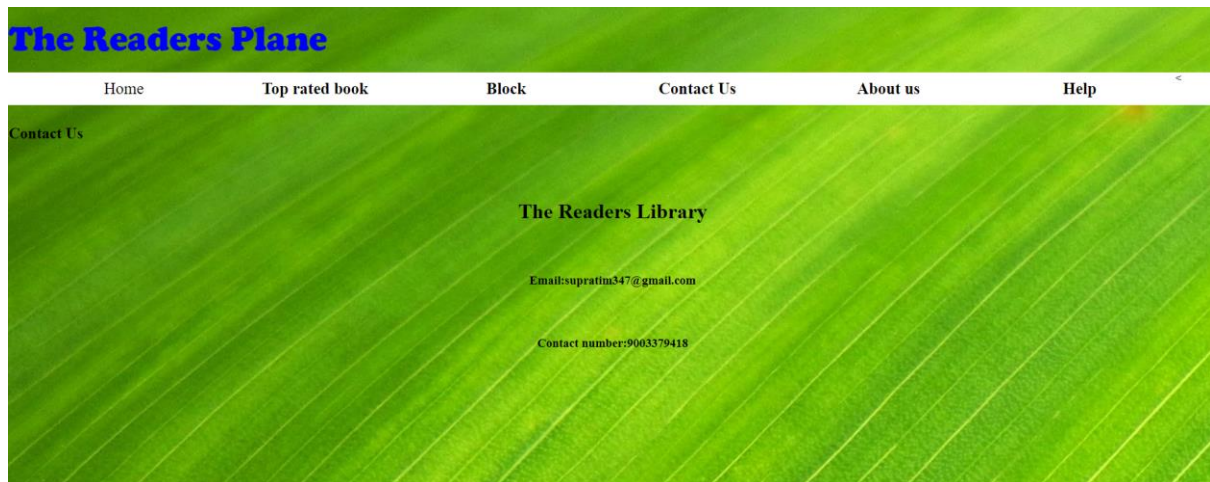 The Readers Plane
Home Top rated book Block Contact Us About us Help <
Contact Us
The Readers Library
Email:supratim347@gmail.com
Contact number:9003379418